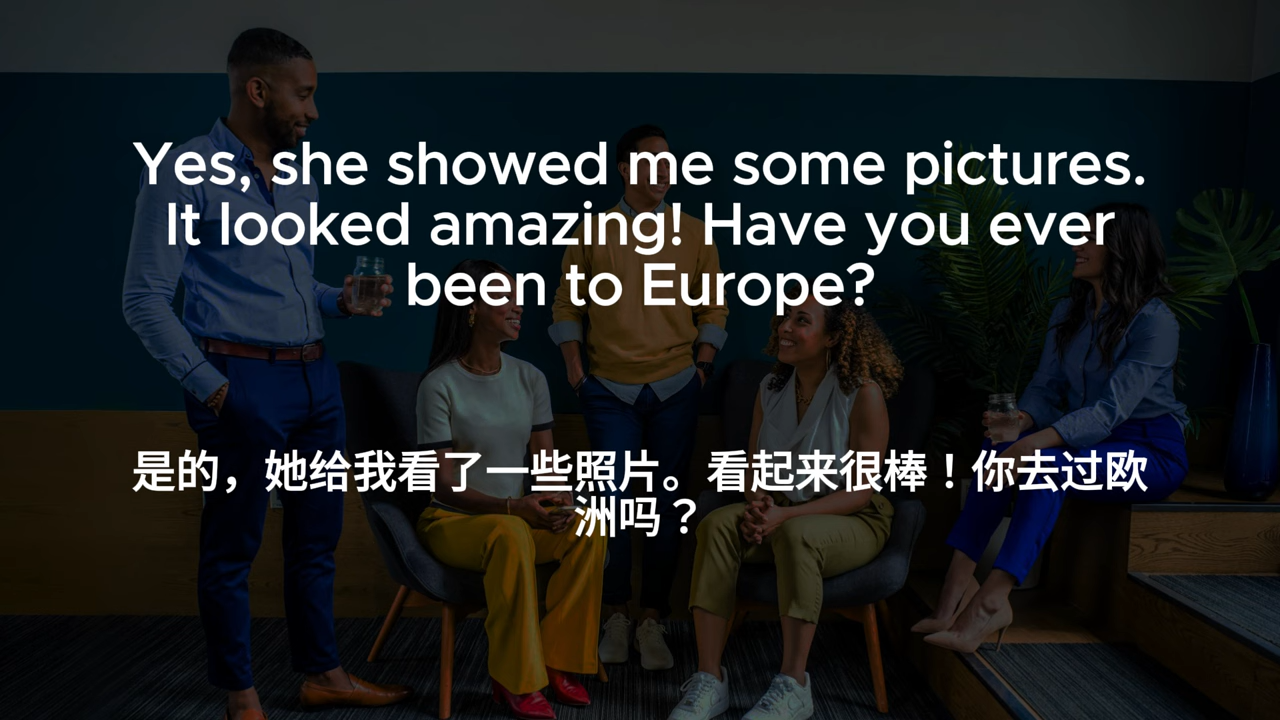 Yes, she showed me some pictures.
It looked amazing! Have you ever
been to Europe?
是的，她给我看了一些照片。看起来很棒！你去过欧
洲吗？